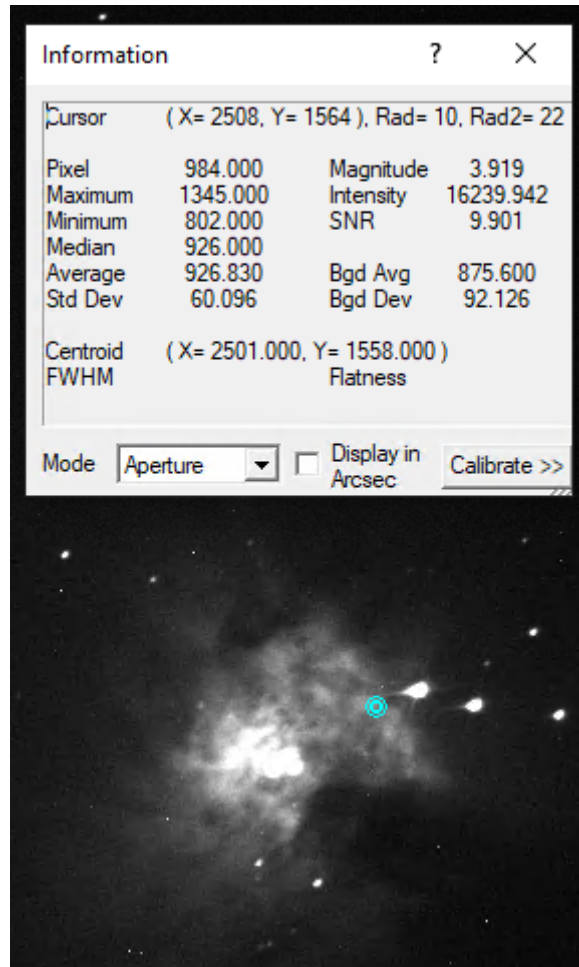 Information ? ×
Cursor ( X= 2508, Y= 1564 ), Rad= 10, Rad2= 22
Pixel 984.000 Magnitude 3.919
Maximum 1345.000 Intensity 16239.942
Minimum 802.000 SNR 9.901
Median 926.000
Average 926.830 Bgd Avg 875.600
Std Dev 60.096 Bgd Dev 92.126
Centroid ( X= 2501.000, Y= 1558.000 )
FWHM Flatness
Mode Aperture Display in Arcsec Calibrate >>